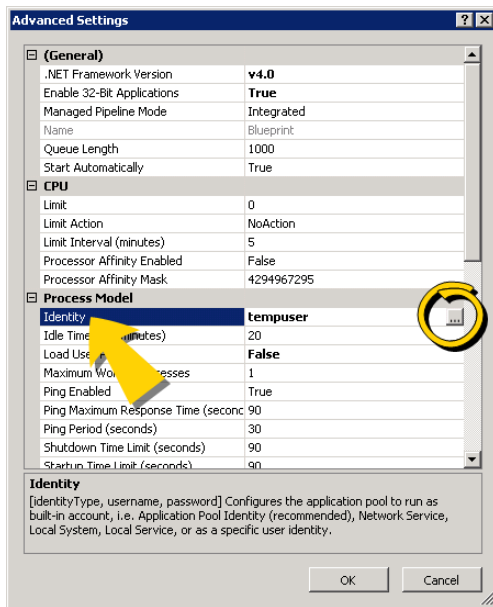 Advanced Settings
(General)
.NET Framework Version v4.0
Enable 32-Bit Applications True
Managed Pipeline Mode Integrated
Name Blueprint
Queue Length 1000
Start Automatically True
CPU
Limit 0
Limit Action NoAction
Limit Interval (minutes) 5
Processor Affinity Enabled False
Processor Affinity Mask 4294967295
Process Model
Identity tempuser ...
Idle Time minutes) 20
Load Use False
Maximum Wo esses 1
Ping Enabled True
Ping Maximum Response Time (secon 90
Ping Period (seconds) 30
Shutdown Time Limit (seconds) 90
Startup Time Limit (seconds) 90
Identity
[identityType, username, password] Configures the application pool to run as
built-in account, i.e. Application Pool Identity (recommended), Network Service,
Local System, Local Service, or as a specific user identity.
OK Cancel